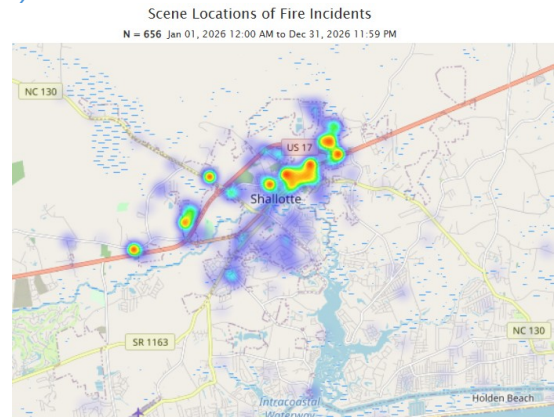 Scene Locations of Fire Incidents
N = 656 Jan 01, 2026 12:00 AM to Dec 31, 2026 11:59 PM
NC 130
US 17
Shallotte
SR 1163
NC 130
Holden Beach
Intracoastal
Waterway